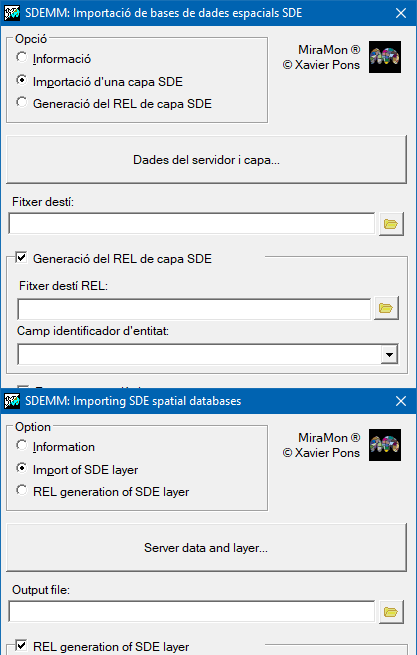 SDEMM: Importació de bases de dades espacials SDE
Opció
Informació
Importació d'una capa SDE
Generació del REL de capa SDE
MiraMon ®
© Xavier Pons
Dades del servidor i capa...
Fitxer destí:
Generació del REL de capa SDE
Fitxer destí REL:
Camp identificador d'entitat:
SDEMM: Importing SDE spatial databases
Option
Information
Import of SDE layer
REL generation of SDE layer
MiraMon ®
© Xavier Pons
Server data and layer...
Output file:
REL generation of SDE layer